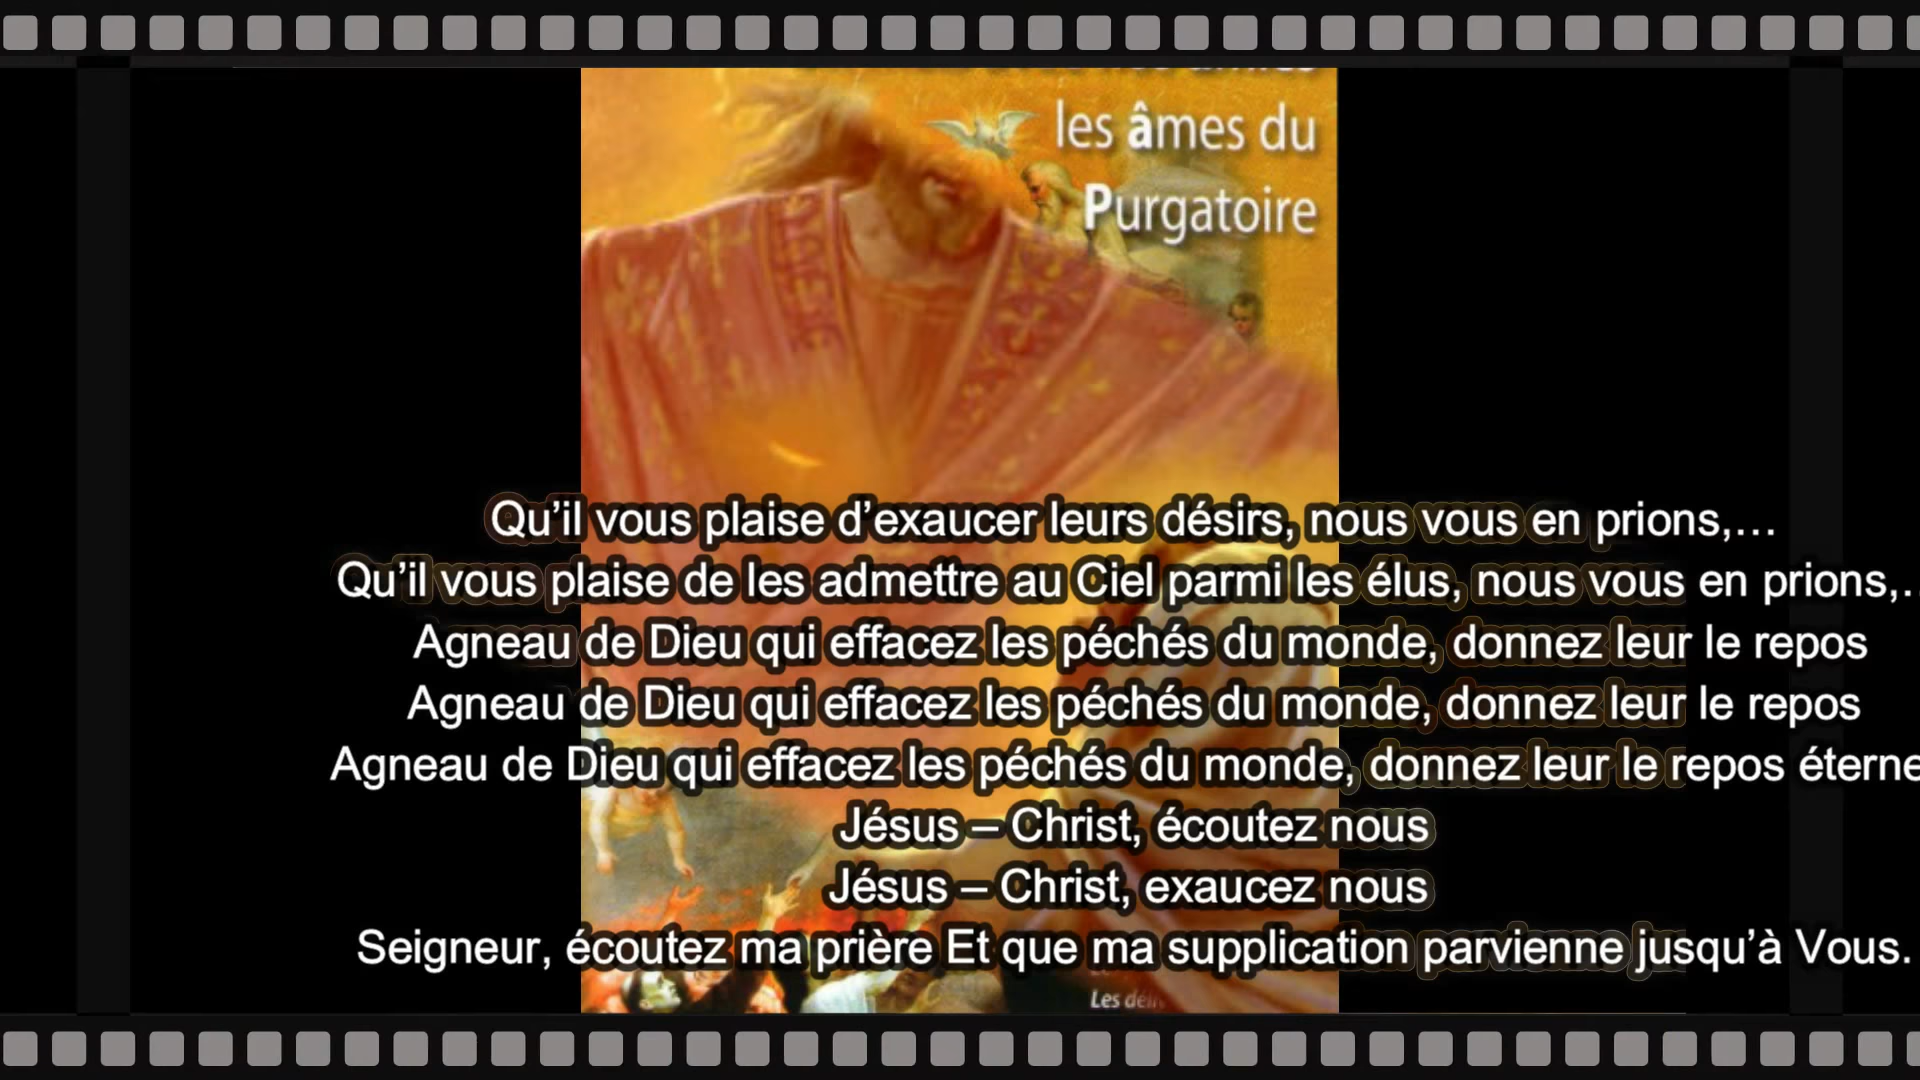 les âmes du
Purgatoire
Qu’il vous plaise d’exaucer leurs désirs, nous vous en prions,…
Qu’il vous plaise de les admettre au Ciel parmi les élus, nous vous en prions,.
Agneau de Dieu qui effacez les péchés du monde, donnez leur le repos
Agneau de Dieu qui effacez les péchés du monde, donnez leur le repos
Agneau de Dieu qui effacez les péchés du monde, donnez leur le repos éterne
Jésus – Christ, écoutez nous
Jésus – Christ, exaucez nous
Seigneur, écoutez ma prière Et que ma supplication parvienne jusqu’à Vous.
Les